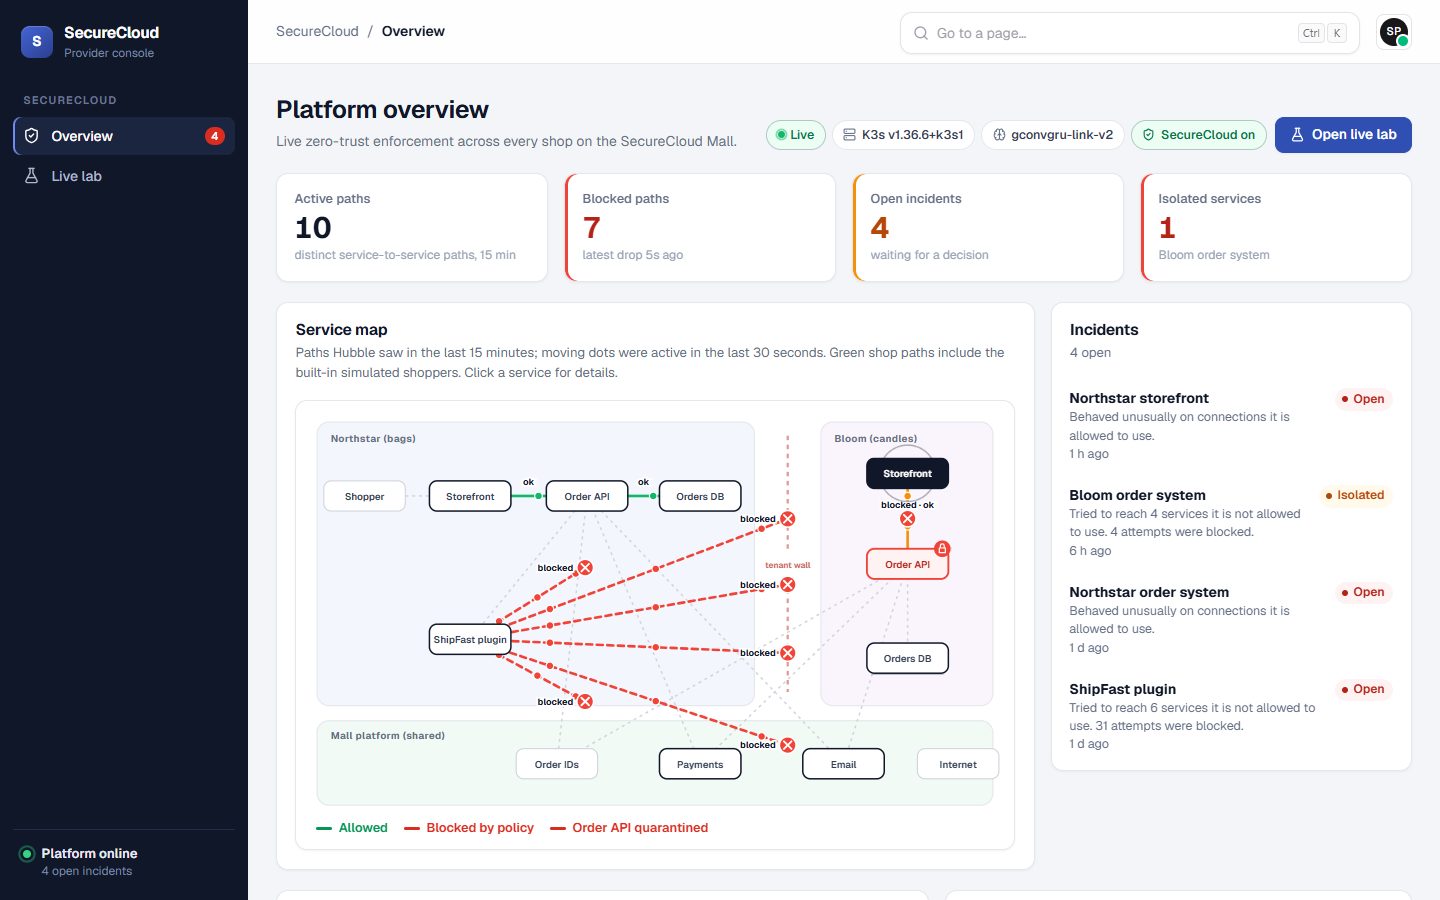 S
SecureCloud
Provider console
SECURECLOUD
Overview
4
Live lab
Platform online
4 open incidents
SecureCloud / Overview
Go to a page...
Ctrl K
SP
Platform overview
Live zero-trust enforcement across every shop on the SecureCloud Mall.
Live
K3s v1.36.6+k3s1
gconvgru-link-v2
SecureCloud on
Open live lab
Active paths
10
distinct service-to-service paths, 15 min
Blocked paths
7
latest drop 5s ago
Open incidents
4
waiting for a decision
Isolated services
1
Bloom order system
Service map
Paths Hubble saw in the last 15 minutes; moving dots were active in the last 30 seconds. Green shop paths include the
built-in simulated shoppers. Click a service for details.
Northstar (bags)
Bloom (candles)
Storefront
ok
ok
Shopper
Storefront
Order API
Orders DB
blocked · ok
blocked
tenant wall
Order API
blocked
blocked
ShipFast plugin
blocked
Orders DB
blocked
Mall platform (shared)
blocked
Order IDs
Payments
Email
Internet
Allowed
Blocked by policy
Order API quarantined
Incidents
4 open
Northstar storefront
Open
Behaved unusually on connections it is
allowed to use.
1 h ago
Bloom order system
Isolated
Tried to reach 4 services it is not allowed
to use. 4 attempts were blocked.
6 h ago
Northstar order system
Open
Behaved unusually on connections it is
allowed to use.
1 d ago
ShipFast plugin
Open
Tried to reach 6 services it is not allowed to
use. 31 attempts were blocked.
1 d ago